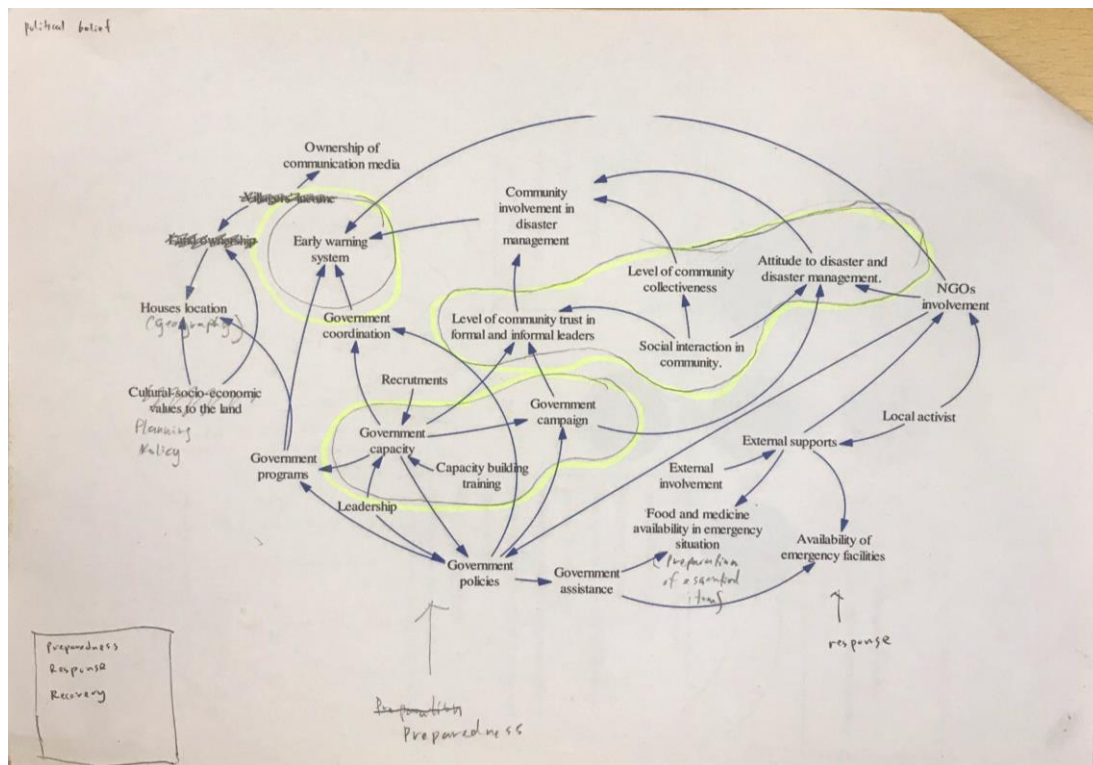 political belief
Ownership of
communication media
Villagers' income
Land ownership
Early warning
system
Community
involvement in
disaster
management
Level of community
collectiveness
Attitude to disaster and
disaster management.
NGOs
involvement
Houses location
(Geography)
Government
coordination
Level of community trust in
formal and informal leaders
Social interaction in
community.
Cultural-socio-economic
values to the land
Planning
Policy
Recrutments
Government
campaign
Government
capacity
Local activist
External supports
Government
programs
Capacity building
training
External
involvement
Leadership
Food and medicine
availability in emergency
situation
(Preparation
of essential
items)
Availability of
emergency facilities
Government
policies
Government
assistance
response
Preparedness
Response
Recovery
Preparation
Preparedness